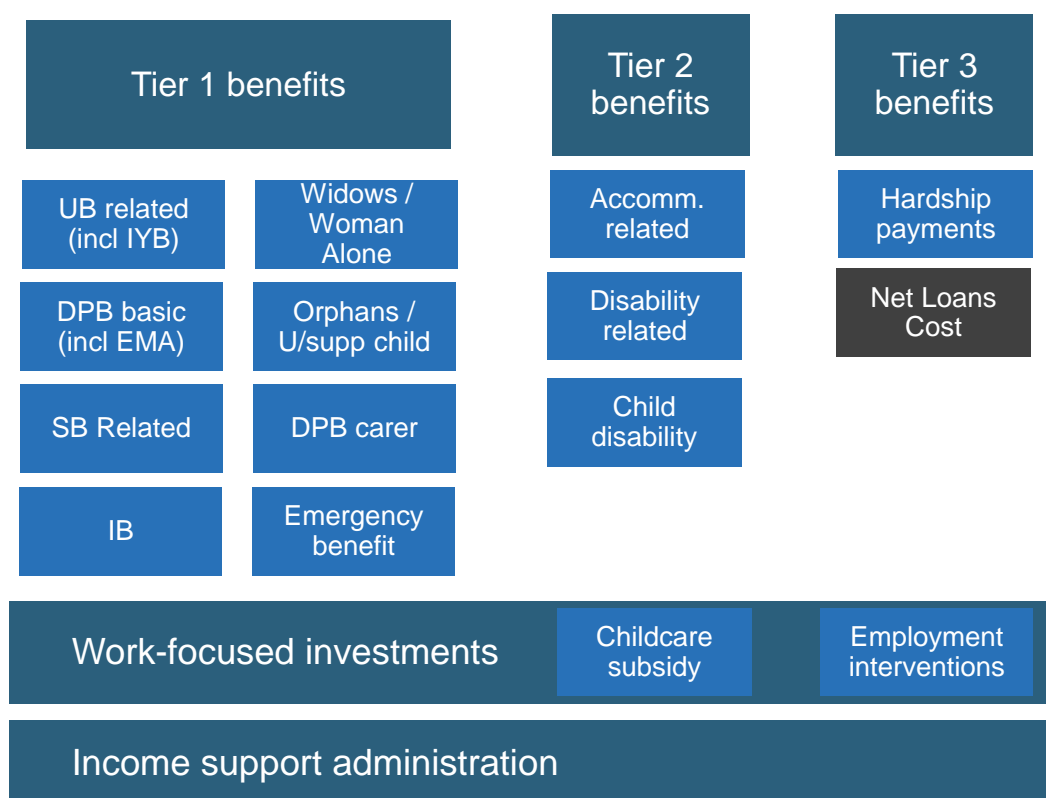 Tier 1 benefits
Tier 2
benefits
Tier 3
benefits
UB related
(incl IYB)
Widows /
Woman
Alone
Accomm.
related
Hardship
payments
DPB basic
(incl EMA)
Orphans /
U/supp child
Disability
related
Net Loans
Cost
SB Related
DPB carer
Child
disability
IB
Emergency
benefit
Work-focused investments
Childcare
subsidy
Employment
interventions
Income support administration